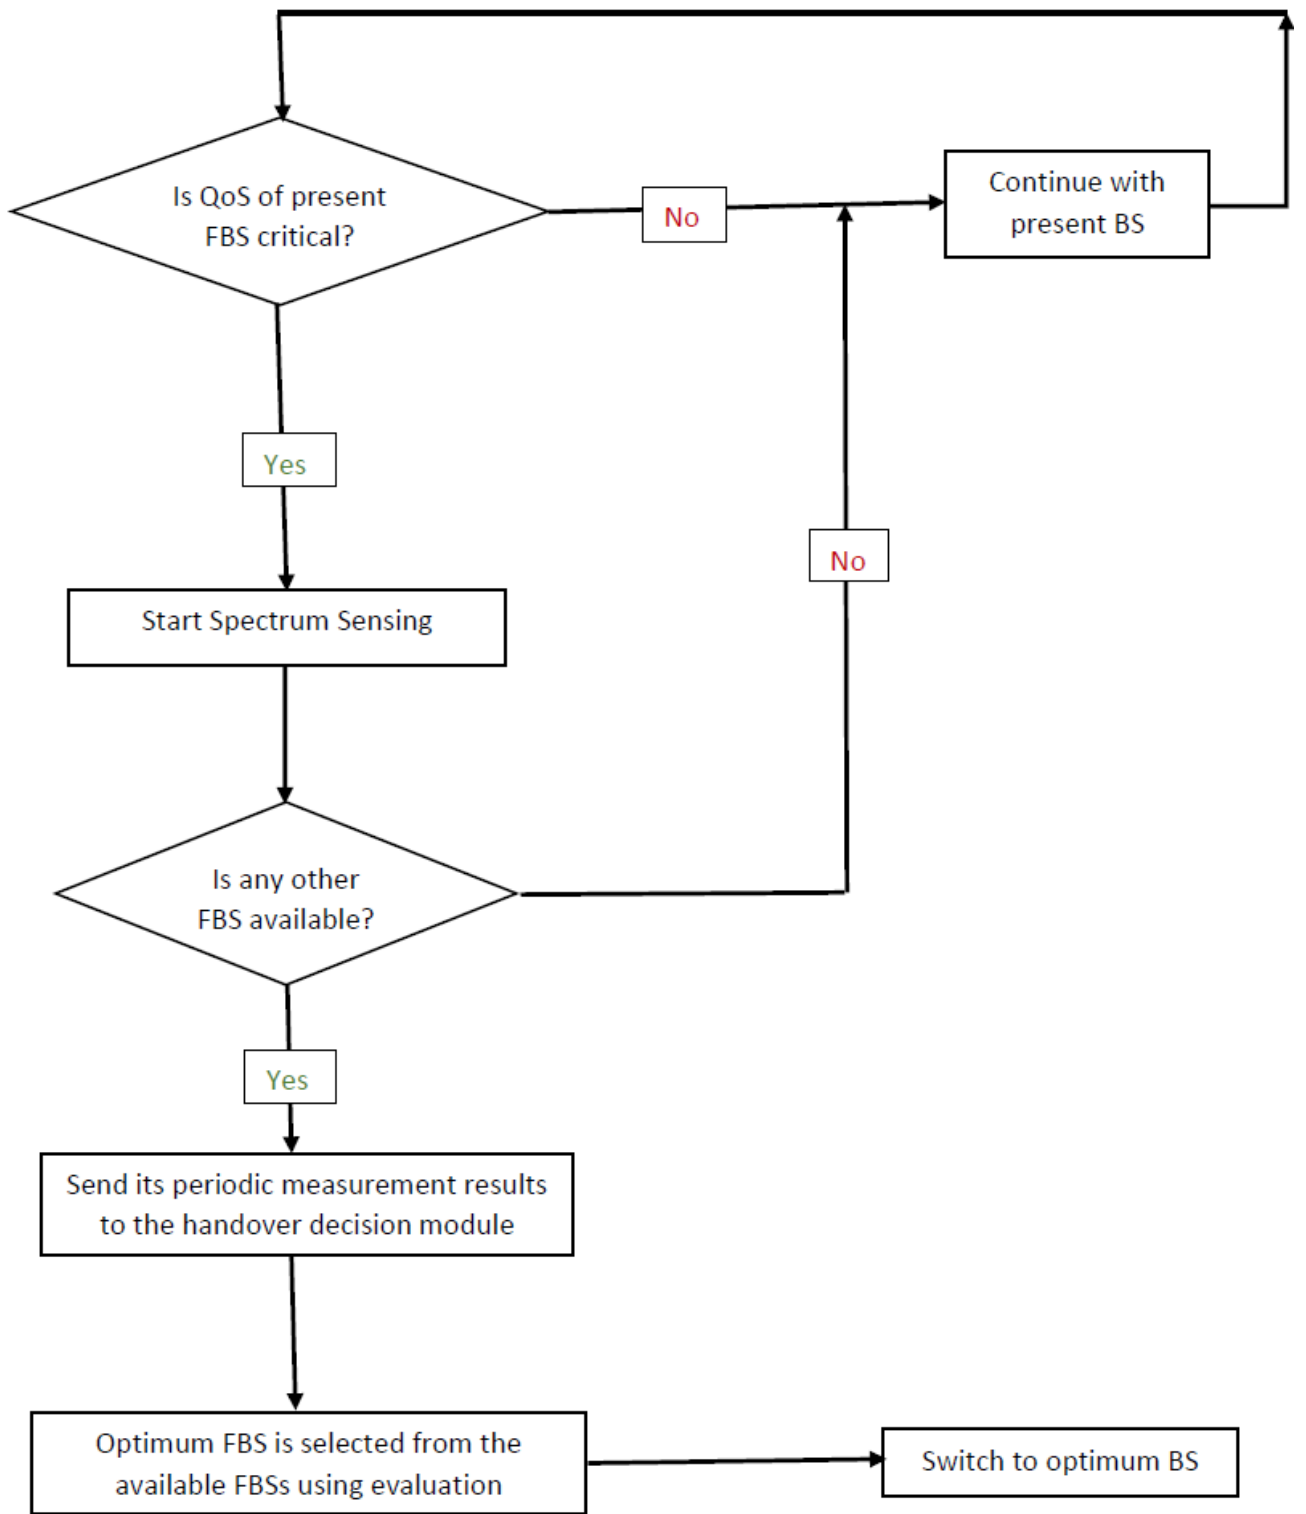 Is QoS of present
FBS critical?
No
Continue with
present BS
Yes
No
Start Spectrum Sensing
Is any other
FBS available?
Yes
Send its periodic measurement results
to the handover decision module
Optimum FBS is selected from the
available FBSs using evaluation
Switch to optimum BS